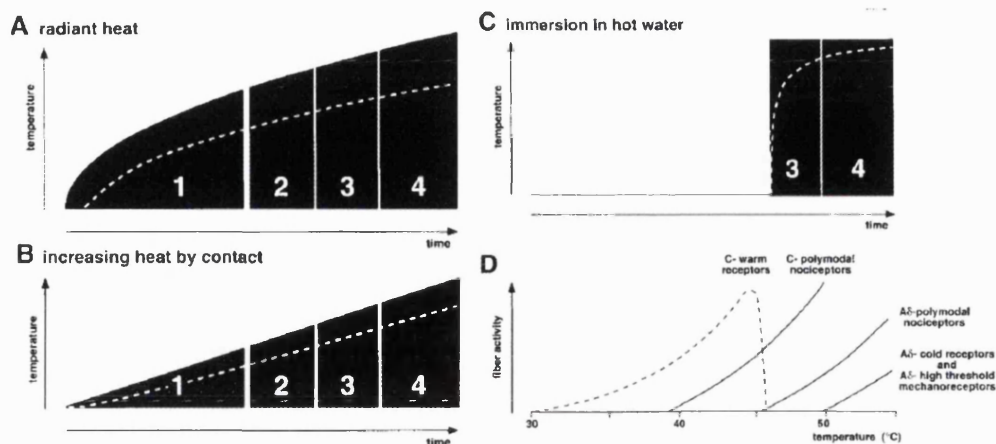 A radiant heat
temperature
1 2 3 4
time
B increasing heat by contact
temperature
1 2 3 4
time
C immersion in hot water
temperature
3 4
time
D
C- warm
receptors
C- polymodal
nociceptors
Aδ-polymodal
nociceptors
Aδ- cold receptors
and
Aδ- high threshold
mechanoreceptors
fiber activity
30 40 50
temperature (°C)